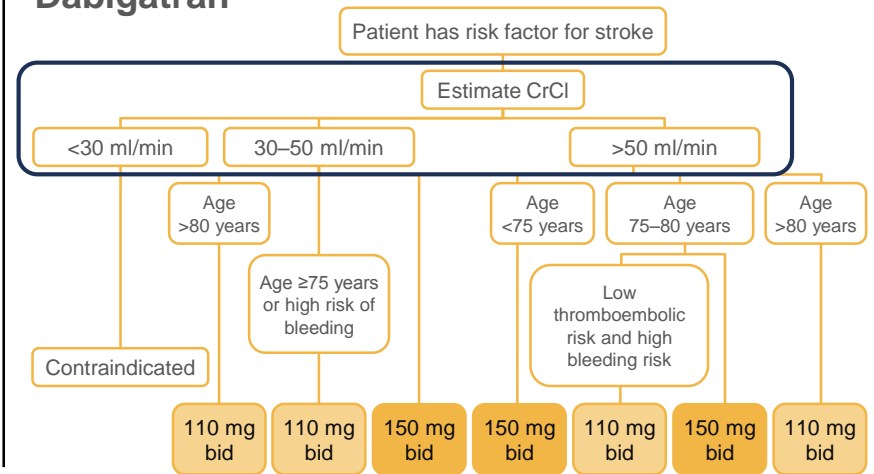 Dabigatran
Patient has risk factor for stroke
Estimate CrCl
<30 ml/min
30–50 ml/min
>50 ml/min
Age
>80 years
Age
<75 years
Age
75–80 years
Age
>80 years
Age ≥75 years
or high risk of
bleeding
Low
thromboembolic
risk and high
bleeding risk
Contraindicated
110 mg
bid
110 mg
bid
150 mg
bid
150 mg
bid
110 mg
bid
150 mg
bid
110 mg
bid